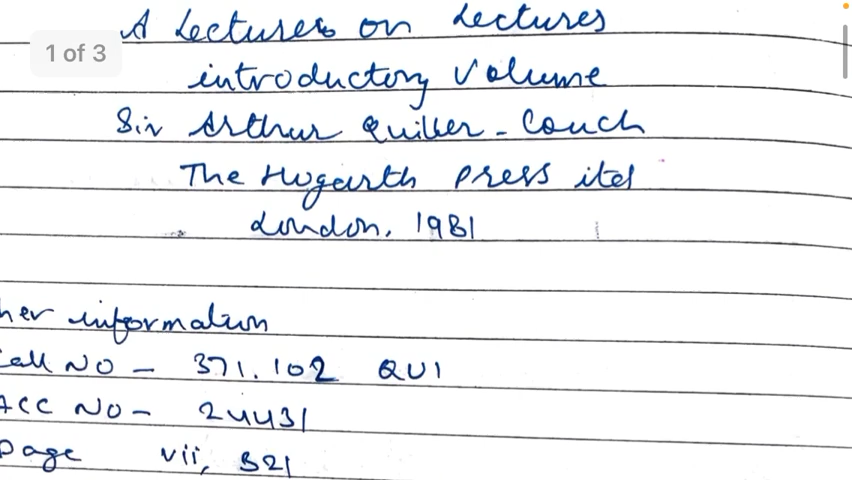 A Lectures on Lectures
1 of 3
introductory volume
Sir Arthur Quiller - Couch
The Hogarth press ltd
London, 1981
her information
Call NO - 371.102 QUI
ACC NO - 24431
page vii, 321